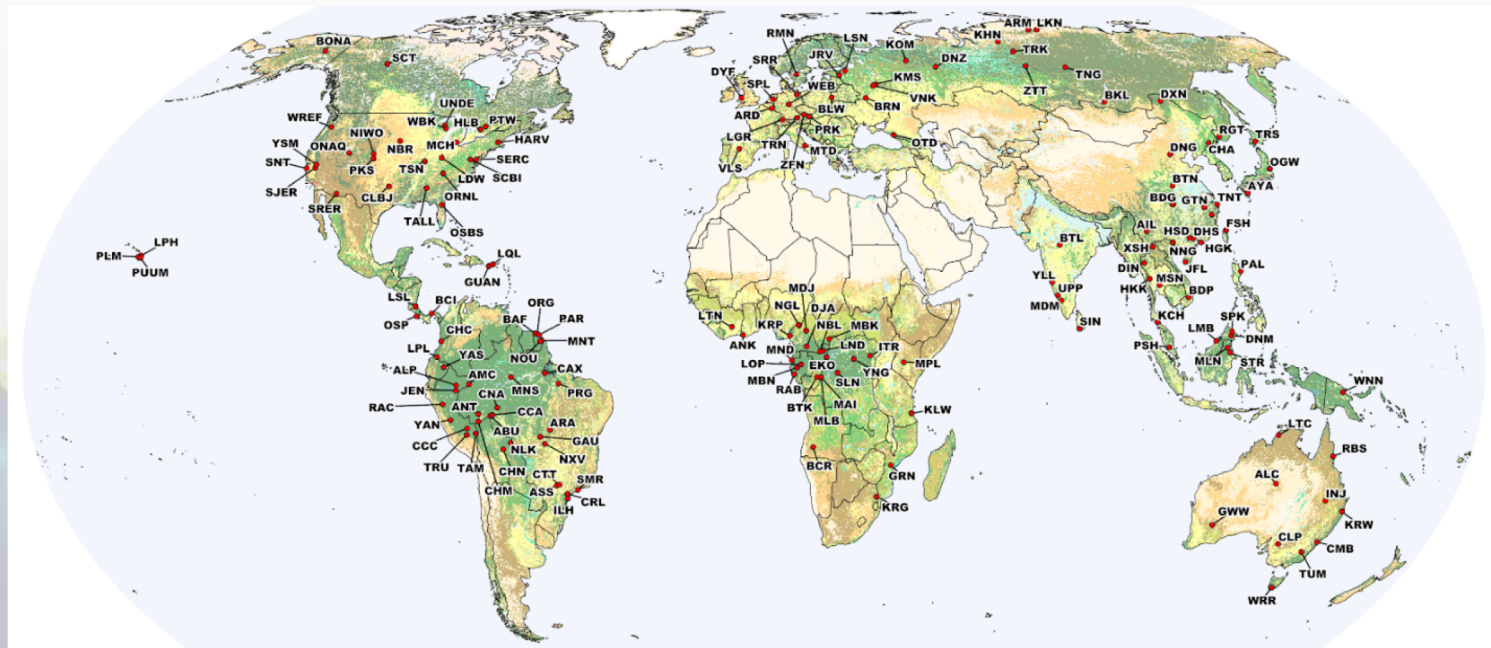 BONA
SCT
UNDE
WREF
WBK
HLB
PTW
NIWO
YSM
ONAQ
NBR
MCH
HARV
SNT
PKS
TSN
SERC
SCBI
SJER
LDW
CLBJ
SRER
ORNL
TALL
OSBS
LPH
PLM
PUUM
LQL
GUAN
LSL
BCI
ORG
OSP
BAF
PAR
CHC
MNT
LPL
YAS
NOU
CAX
ALP
AMC
JEN
MNS
PRG
CNA
RAC
ANT
CCA
YAN
ABU
ARA
CCC
GAU
NLK
NXV
TRU
TAM
CHN
CTT
SMR
CHM
ASS
CRL
ILH
RMN
LSN
KOM
SRR
JRV
DNZ
DYF
SPL
WEB
KMS
ARD
BLW
BRN
VNK
LGR
PRK
OTD
TRN
MTD
VLS
ZFN
ARM
LKN
KHN
TRK
TNG
ZTT
BKL
DXN
RGT
TRS
DNG
CHA
OGW
BTN
AYA
BDG
GTN
TNT
AIL
FSH
HSD
DHS
BTL
XSH
NNG
HGK
DIN
JFL
PAL
YLL
HKK
MSN
UPP
BDP
MDM
SIN
KCH
SPK
LMB
DNM
PSH
MLN
STR
WNN
MDJ
NGL
DJA
LTN
KRP
NBL
MBK
ANK
MND
LND
ITR
LOP
EKO
YNG
MPL
MBN
SLN
RAB
BTK
MAI
KLW
MLB
BCR
GRN
KRG
LTC
RBS
ALC
INJ
GWW
KRW
CLP
CMB
TUM
WRR